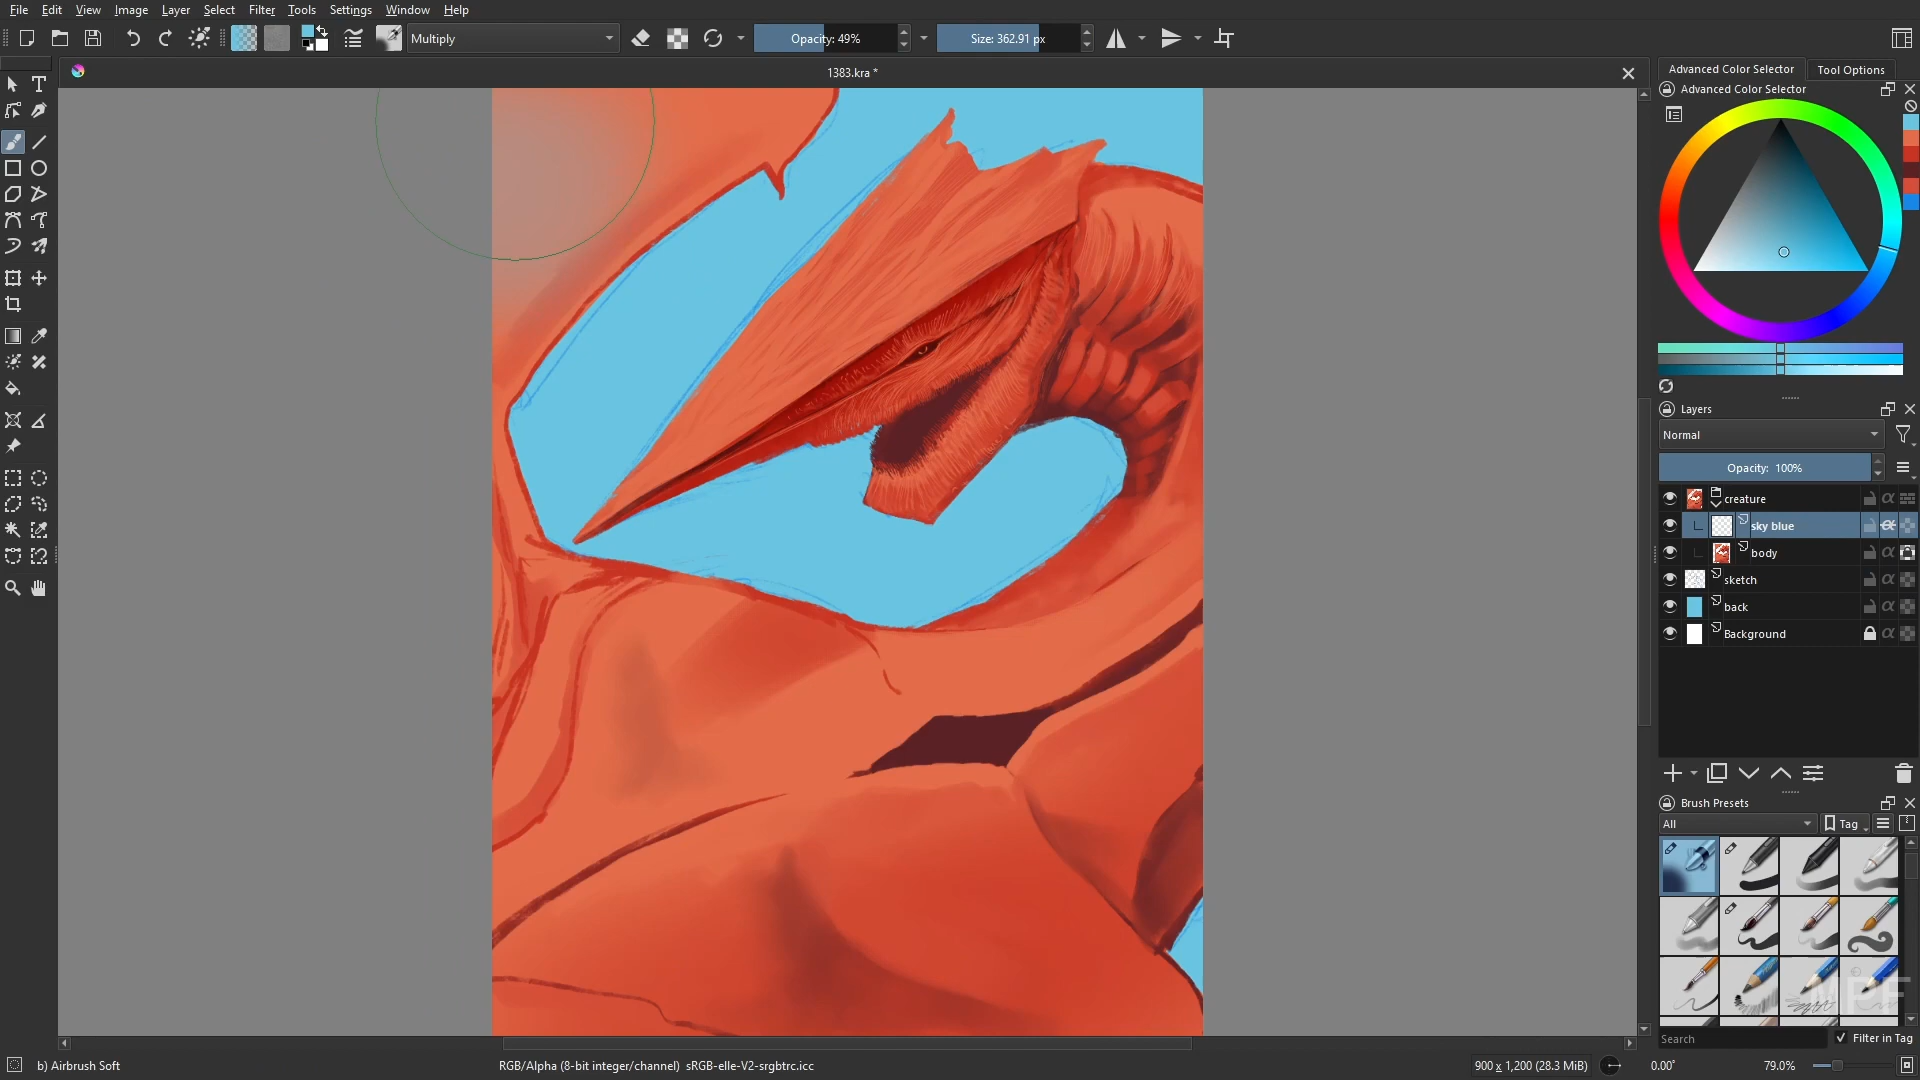 File Edit View Image Layer Select Filter Tools Settings Window Help
Multiply Opacity: 49% Size: 362.91 px
1383.kra *
Advanced Color Selector Tool Options
Advanced Color Selector
Layers
Normal
Opacity: 100%
creature
sky blue
body
sketch
back
Background
Brush Presets
All Tag
Search Filter in Tag
b) Airbrush Soft RGB/Alpha (8-bit integer/channel) sRGB-elle-V2-srgbtrc.icc 900 x 1,200 (28.3 MiB) 0.00° 79.0%